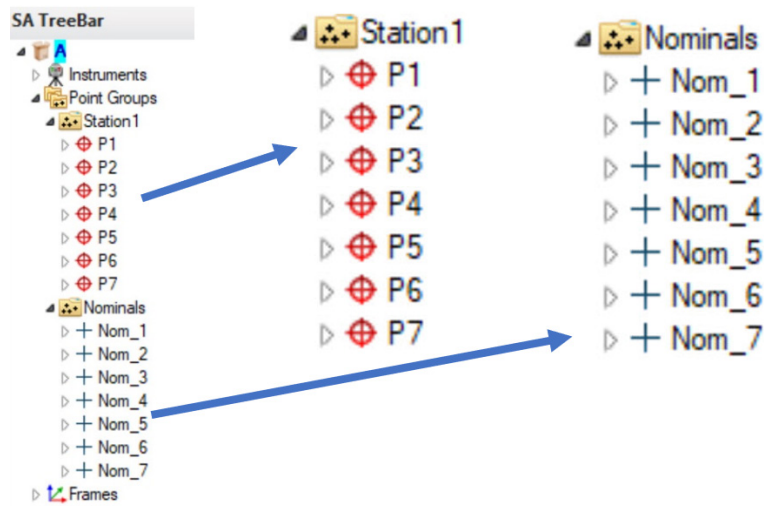 SA TreeBar
A
Instruments
Point Groups
Station1
P1
P2
P3
P4
P5
P6
P7
Nominals
Nom_1
Nom_2
Nom_3
Nom_4
Nom_5
Nom_6
Nom_7
Frames
Station1
P1
P2
P3
P4
P5
P6
P7
Nominals
Nom_1
Nom_2
Nom_3
Nom_4
Nom_5
Nom_6
Nom_7